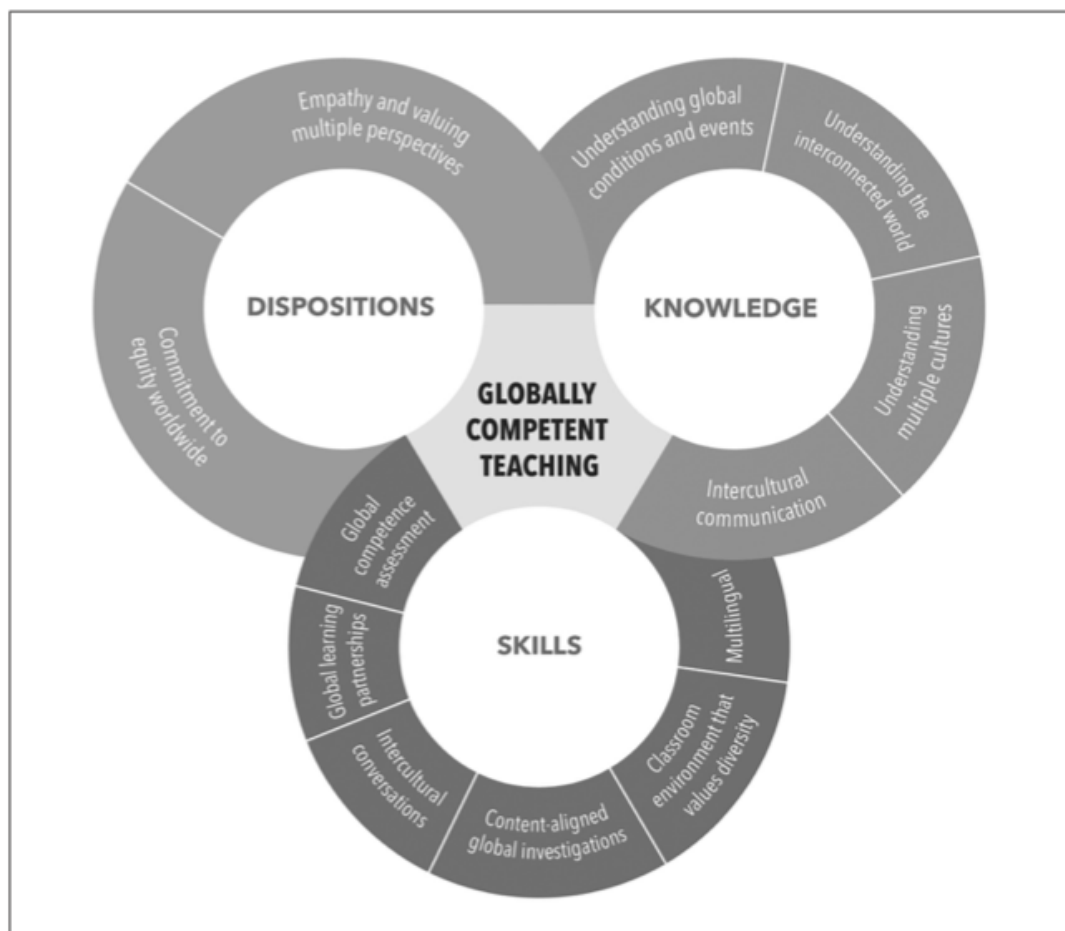 Empathy and valuing
multiple perspectives
Commitment to
equity worldwide
DISPOSITIONS
Understanding global
conditions and events
Understanding the
interconnected world
Understanding
multiple cultures
Intercultural
communication
KNOWLEDGE
GLOBALLY
COMPETENT
TEACHING
SKILLS
Global
competence
assessment
Global learning
partnerships
Intercultural
conversations
Content-aligned
global investigations
Classroom
environment that
values diversity
Multilingual